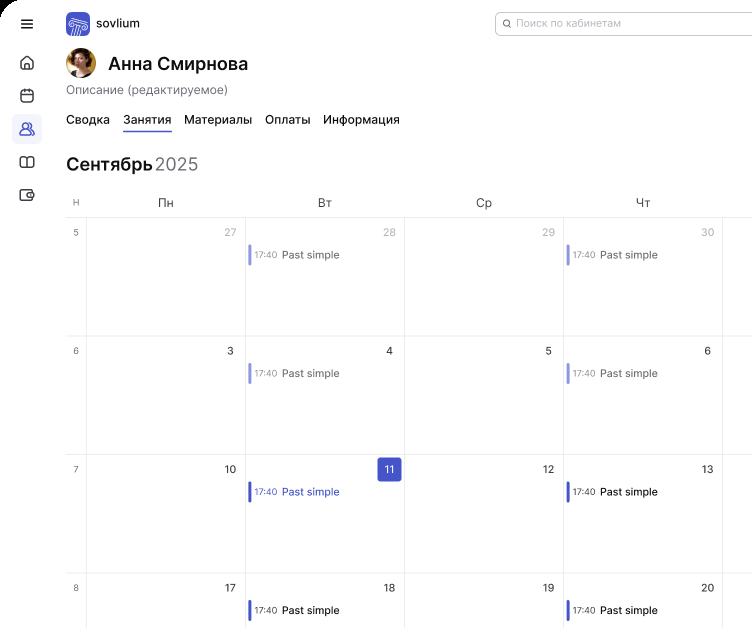 sovlium
Поиск по кабинетам
Анна Смирнова
Описание (редактируемое)
Сводка Занятия Материалы Оплаты Информация
Сентябрь 2025
Н Пн Вт Ср Чт
5 27 28 29 30
17:40 Past simple 17:40 Past simple
6 3 4 5 6
17:40 Past simple 17:40 Past simple
7 10 11 12 13
17:40 Past simple 17:40 Past simple
8 17 18 19 20
17:40 Past simple 17:40 Past simple